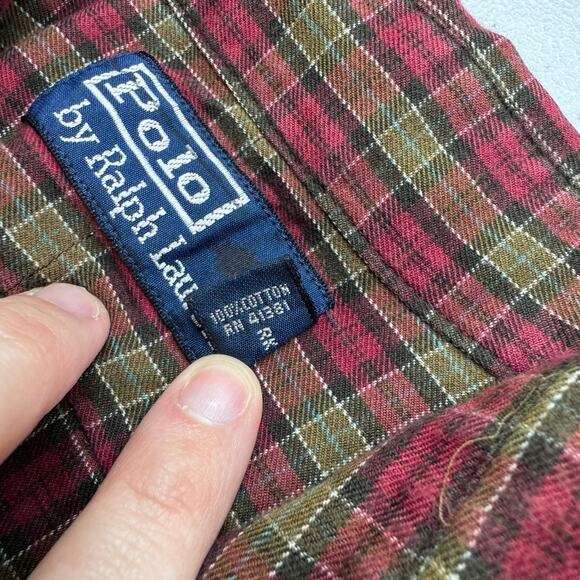 Polo
by Ralph Lau
100% COTTON
RN 41381